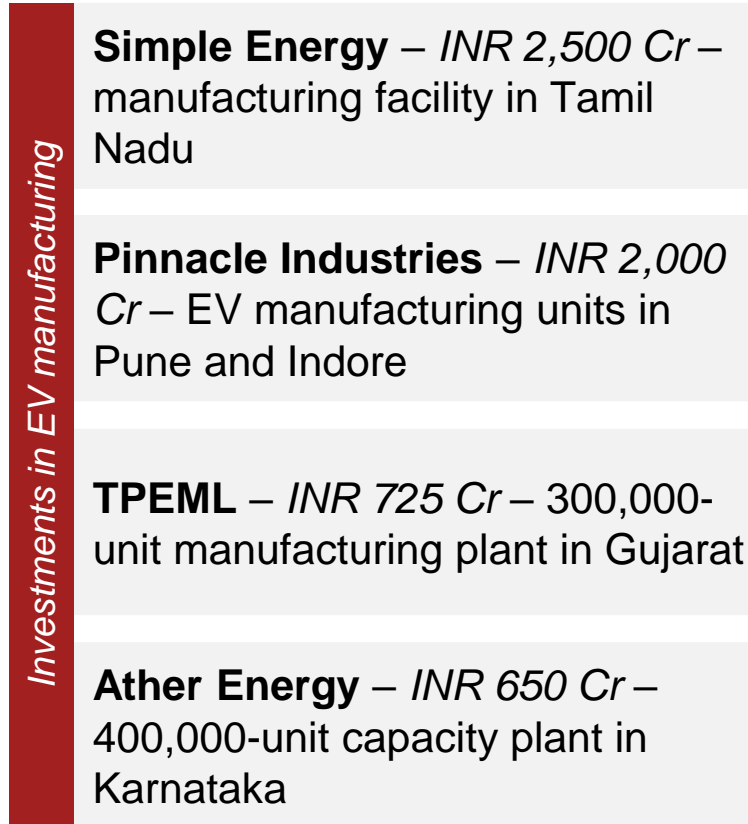 Investments in EV manufacturing
Simple Energy – INR 2,500 Cr –
manufacturing facility in Tamil
Nadu
Pinnacle Industries – INR 2,000
Cr – EV manufacturing units in
Pune and Indore
TPEML – INR 725 Cr – 300,000-
unit manufacturing plant in Gujarat
Ather Energy – INR 650 Cr –
400,000-unit capacity plant in
Karnataka